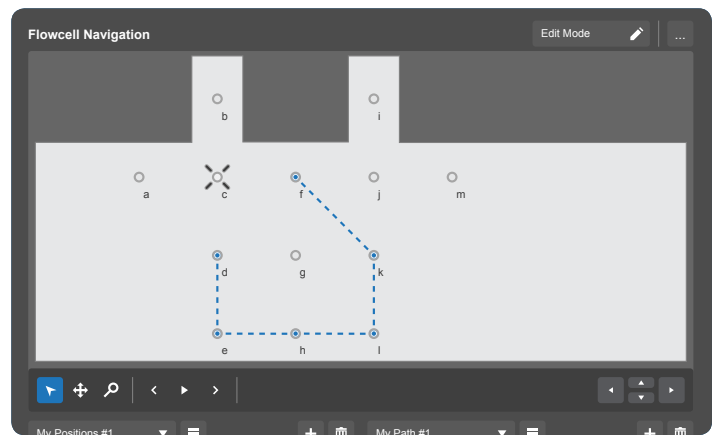 Flowcell Navigation
Edit Mode
...
b
i
a
c
f
j
m
d
g
k
e
h
l
My Positions #1
My Path #1